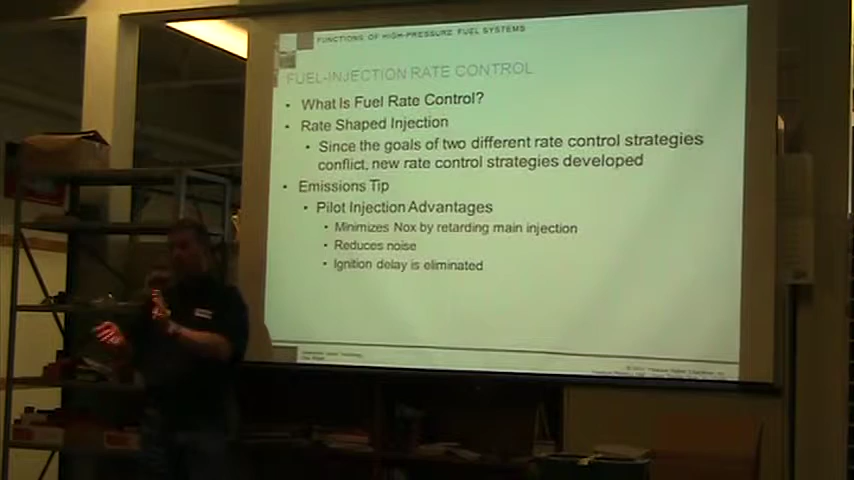 FUNCTIONS OF HIGH-PRESSURE FUEL SYSTEMS
FUEL-INJECTION RATE CONTROL
• What Is Fuel Rate Control?
• Rate Shaped Injection
• Since the goals of two different rate control strategies
conflict, new rate control strategies developed
• Emissions Tip
• Pilot Injection Advantages
• Minimizes Nox by retarding main injection
• Reduces noise
• Ignition delay is eliminated